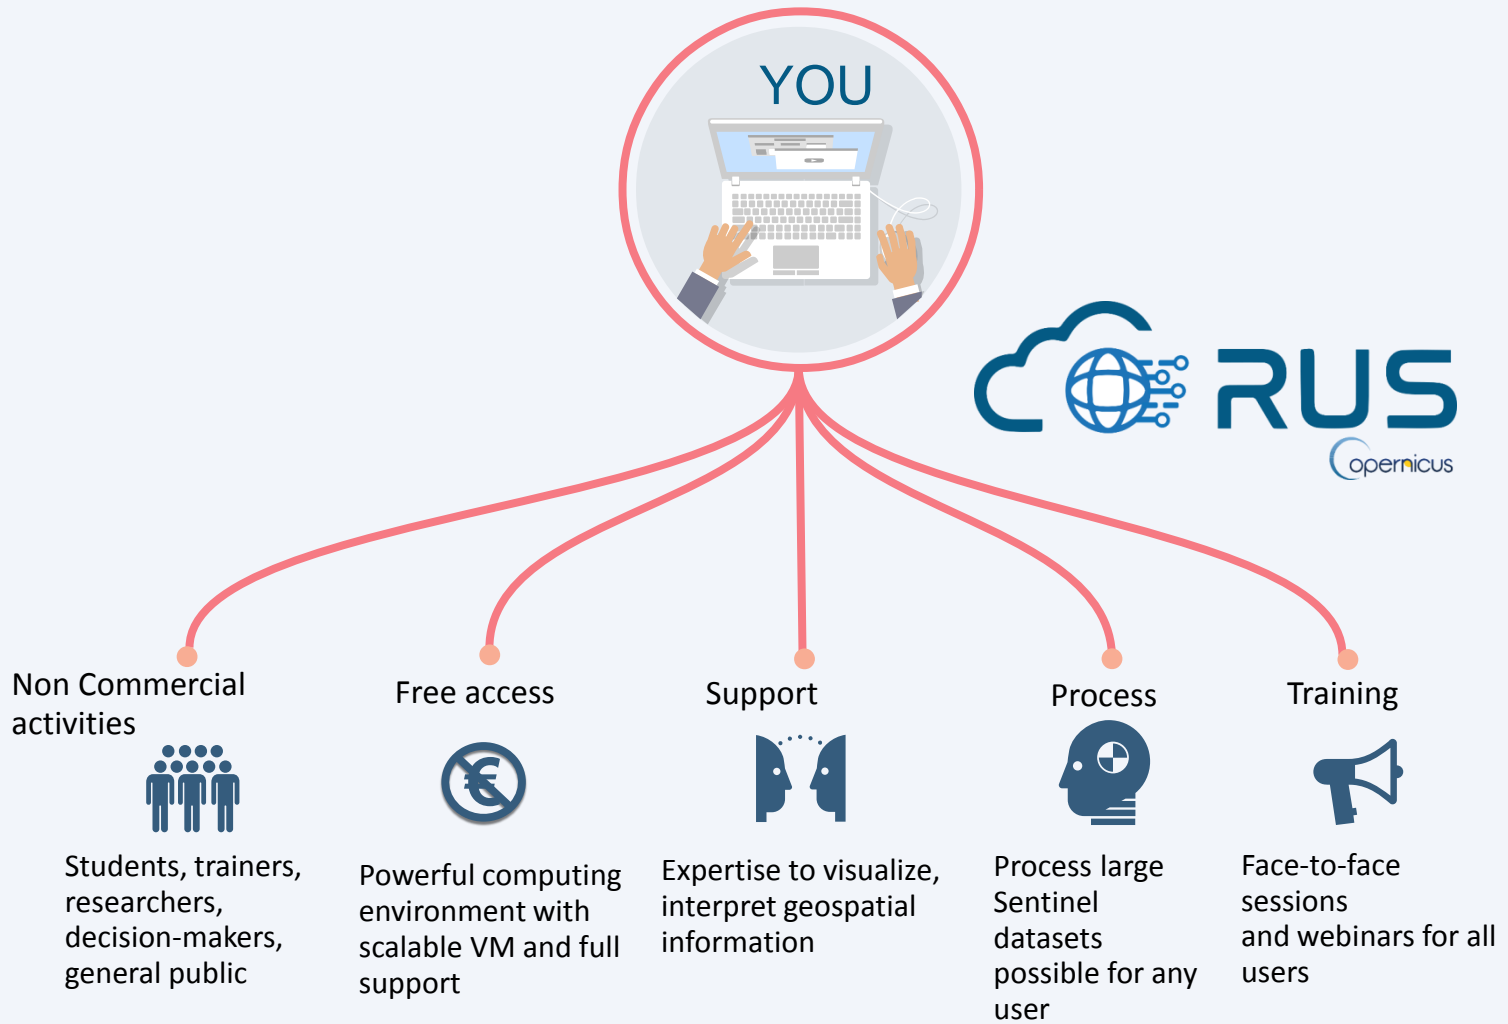 YOU
RUS
Copernicus
Non Commercial
activities
Free access
Support
Process
Training
€
Students, trainers,
researchers,
decision-makers,
general public
Powerful computing
environment with
scalable VM and full
support
Expertise to visualize,
interpret geospatial
information
Process large
Sentinel
datasets
possible for any
user
Face-to-face
sessions
and webinars for all
users